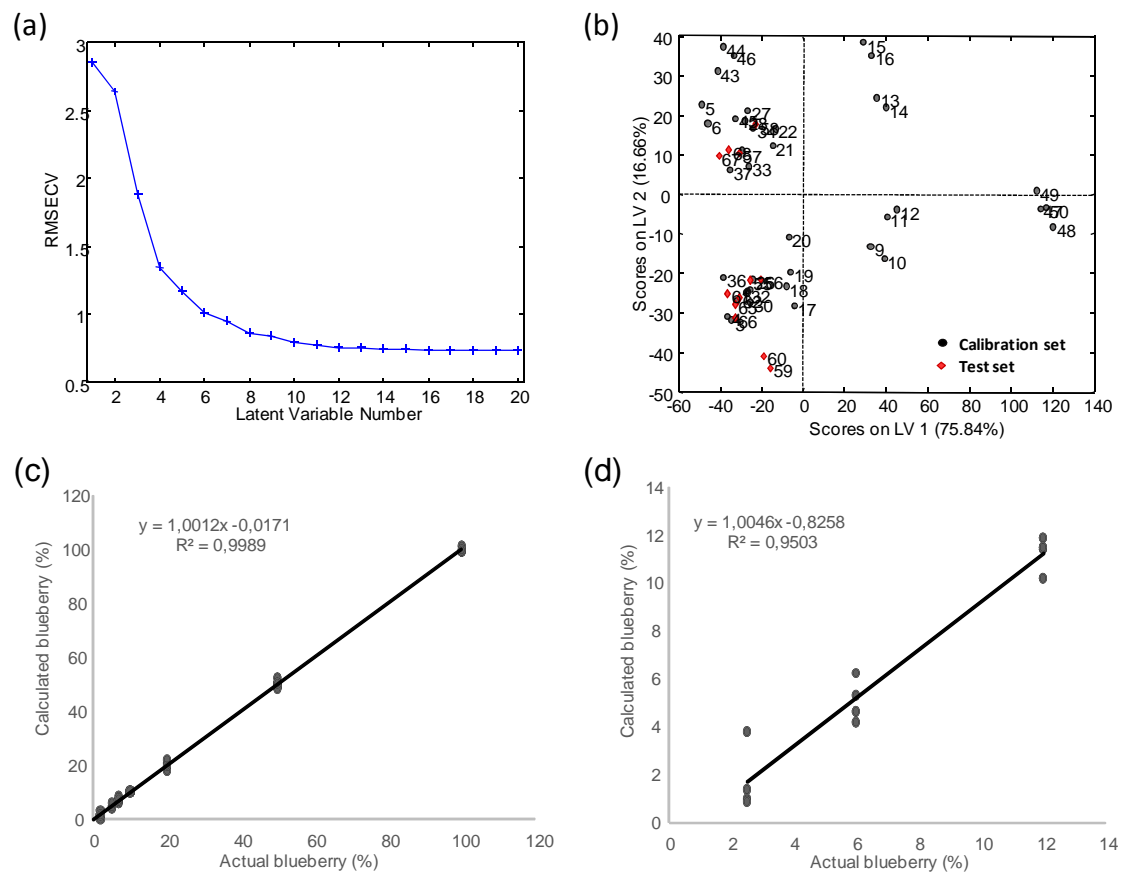 (a)
3
2.5
2
1.5
1
0.5
RMSECV
2 4 6 8 10 12 14 16 18 20
Latent Variable Number
(b)
40
30
20
10
0
-10
-20
-30
-40
-50
Scores on LV 2 (16.66%)
44
46
43
5
6
27
22
21
33
37
67
15
16
13
14
49
50
48
12
11
9
10
20
19
18
17
36
60
59
Calibration set
Test set
-60 -40 -20 0 20 40 60 80 100 120 140
Scores on LV 1 (75.84%)
(c)
120
100
80
60
40
20
0
Calculated blueberry (%)
y = 1,0012x -0,0171
R² = 0,9989
0 20 40 60 80 100 120
Actual blueberry (%)
(d)
14
12
10
8
6
4
2
0
Calculated blueberry (%)
y = 1,0046x -0,8258
R² = 0,9503
0 2 4 6 8 10 12 14
Actual blueberry (%)